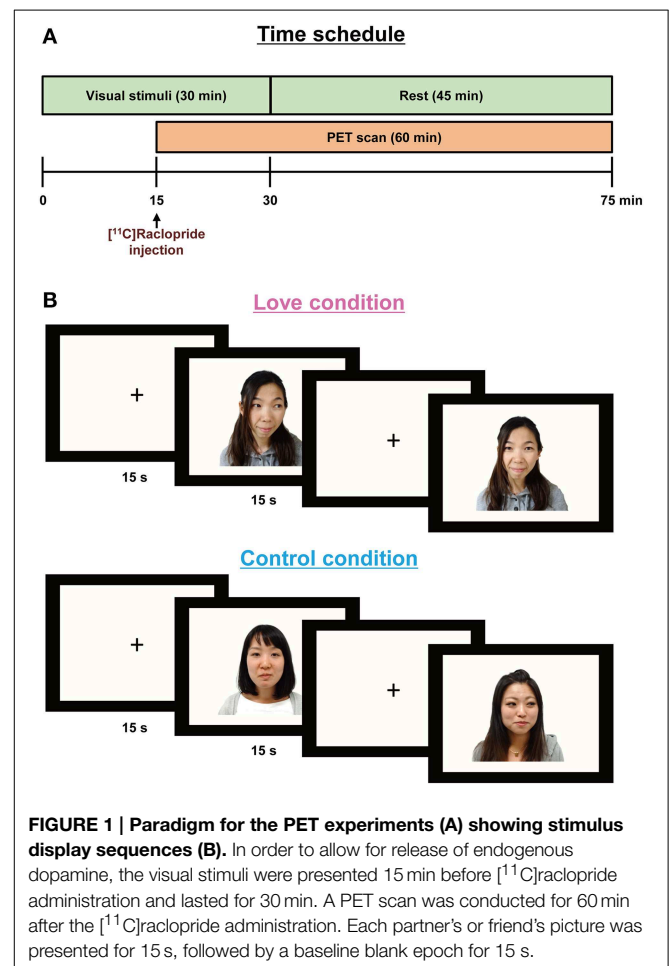 A
Time schedule
Visual stimuli (30 min)
Rest (45 min)
PET scan (60 min)
0
15
30
75 min
[¹¹C]Raclopride
injection
B
Love condition
+
+
15 s
15 s
Control condition
+
+
15 s
15 s
FIGURE 1 | Paradigm for the PET experiments (A) showing stimulus
display sequences (B). In order to allow for release of endogenous
dopamine, the visual stimuli were presented 15 min before [¹¹C]raclopride
administration and lasted for 30 min. A PET scan was conducted for 60 min
after the [¹¹C]raclopride administration. Each partner's or friend's picture was
presented for 15 s, followed by a baseline blank epoch for 15 s.